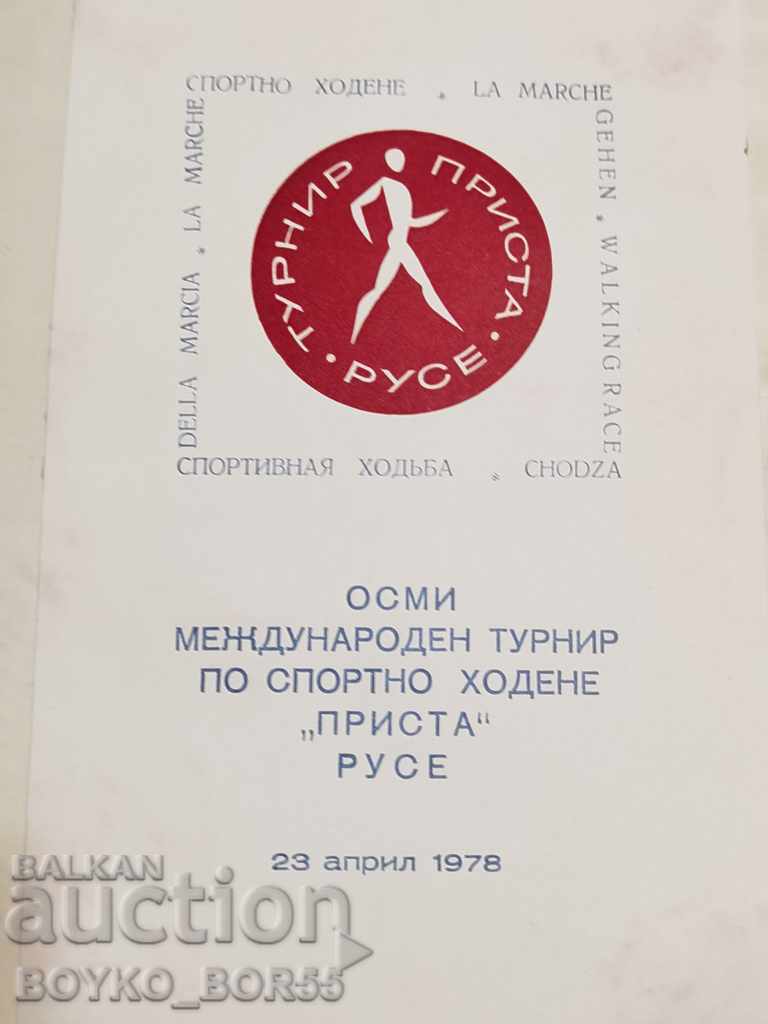 СПОРТНО ХОДЕНЕ * LA MARCHE
GEHEN * WALKING RACE
DELLA MARCIA * LA MARCHE
СПОРТИВНАЯ ХОДЬБА * CHODZA
ТУРНИР ПРИСТА
• РУСЕ •
ОСМИ
МЕЖДУНАРОДЕН ТУРНИР
ПО СПОРТНО ХОДЕНЕ
„ПРИСТА“
РУСЕ
23 април 1978
BALKAN
auction
BOYKO_BOR55